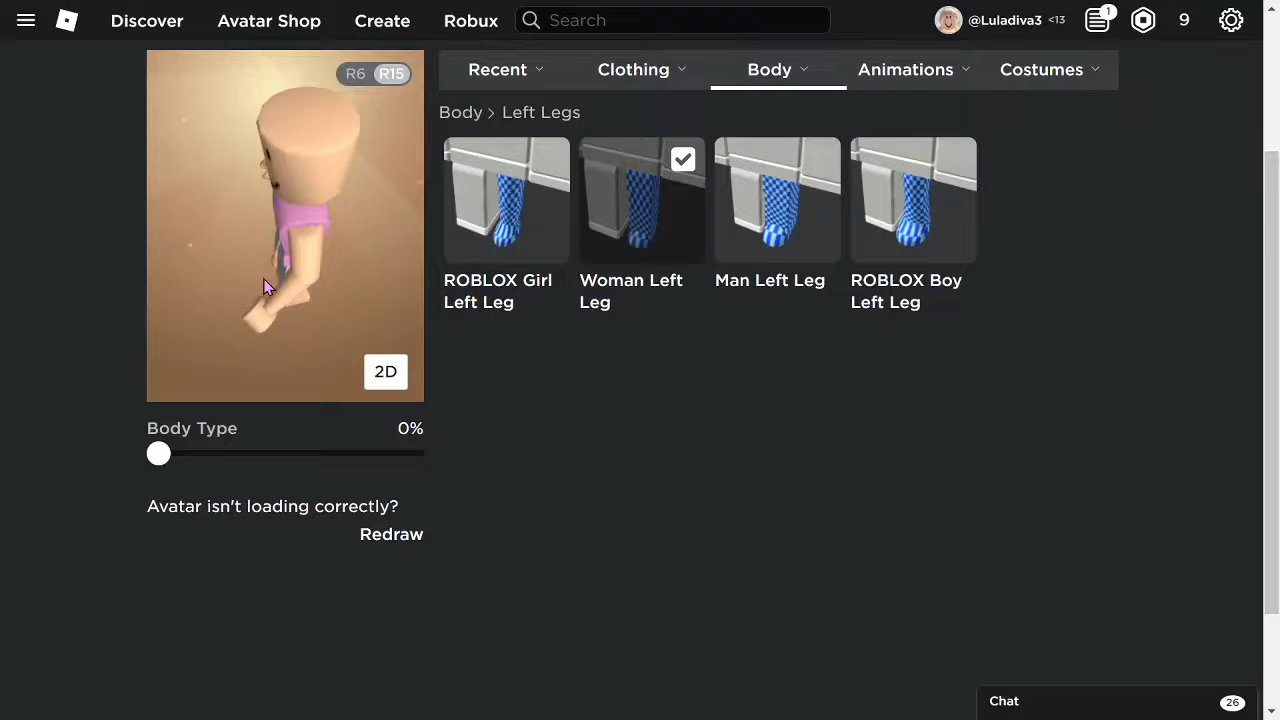 Discover
Avatar Shop
Create
Robux
Search
@Luladiva3 <13
1
9
R6 R15
Recent
Clothing
Body
Animations
Costumes
Body > Left Legs
ROBLOX Girl
Left Leg
Woman Left
Leg
Man Left Leg
ROBLOX Boy
Left Leg
2D
Body Type 0%
Avatar isn't loading correctly?
Redraw
Chat 26